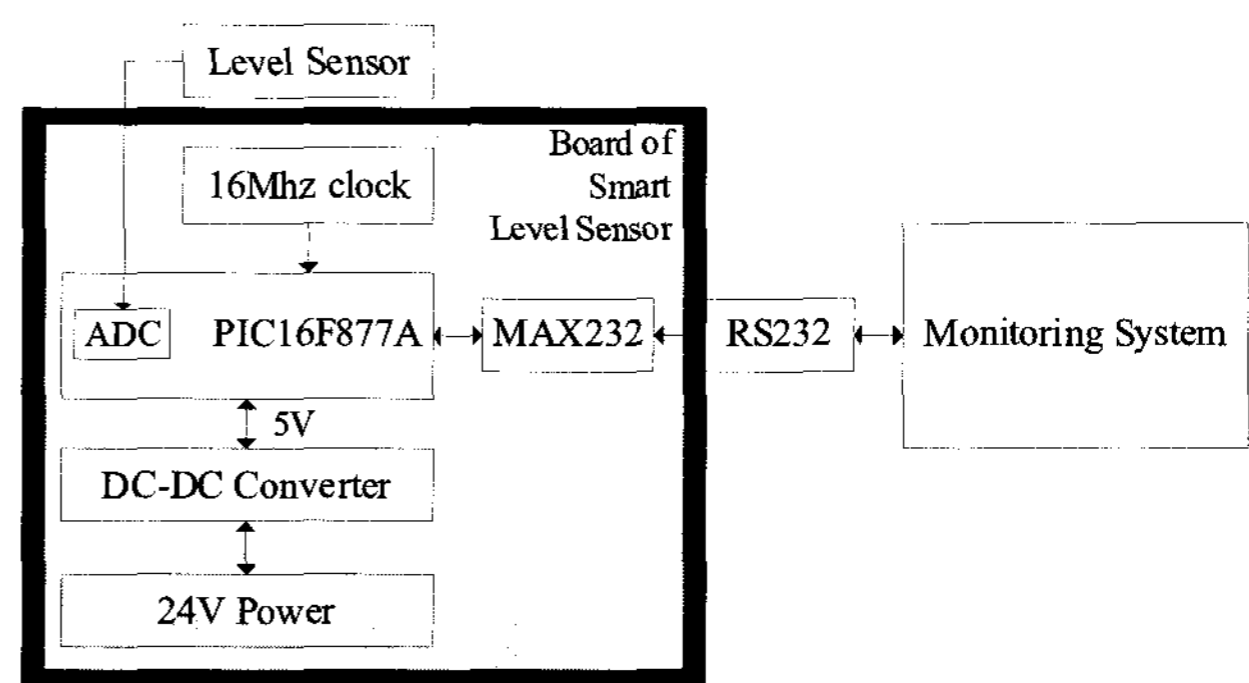 Level Sensor
Board of
Smart
Level Sensor
16Mhz clock
ADC
PIC16F877A
MAX232
RS232
Monitoring System
5V
DC-DC Converter
24V Power